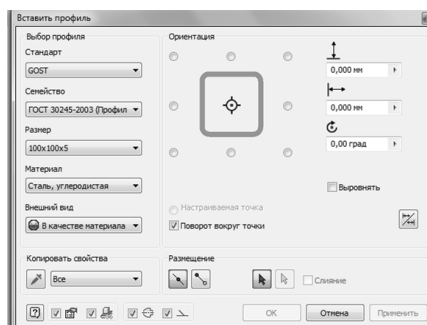 Вставить профиль
Выбор профиля
Стандарт
GOST
Семейство
ГОСТ 30245-2003 (Профил
Размер
100x100x5
Материал
Сталь, углеродистая
Внешний вид
В качестве материала
Ориентация
0,000 мм
0,000 мм
0,00 град
Выровнять
Настраиваемая точка
Поворот вокруг точки
Копировать свойства
Все
Размещение
Слияние
ОК
Отмена
Применить